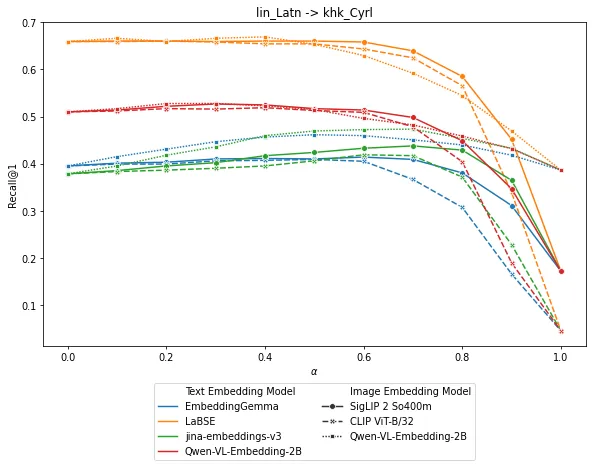 lin_Latn -> khk_Cyrl
Recall@1
0.7
0.6
0.5
0.4
0.3
0.2
0.1
0.0 0.2 0.4 0.6 0.8 1.0
α
Text Embedding Model
EmbeddingGemma
LaBSE
jina-embeddings-v3
Qwen-VL-Embedding-2B
Image Embedding Model
SigLIP 2 So400m
CLIP ViT-B/32
Qwen-VL-Embedding-2B